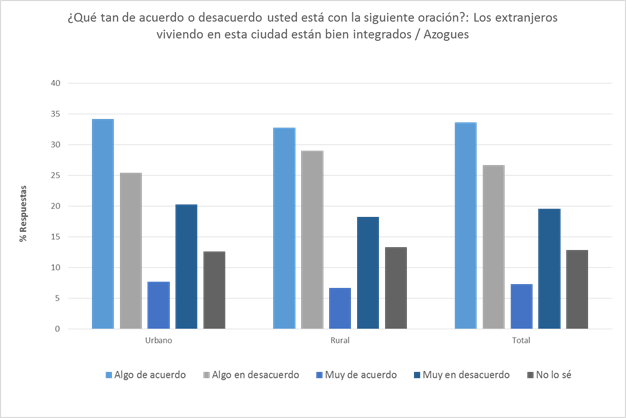 ¿Qué tan de acuerdo o desacuerdo usted está con la siguiente oración?: Los extranjeros
viviendo en esta ciudad están bien integrados / Azogues
40
35
30
25
20
15
10
5
0
% Respuestas
Urbano Rural Total
Algo de acuerdo Algo en desacuerdo Muy de acuerdo Muy en desacuerdo No lo sé